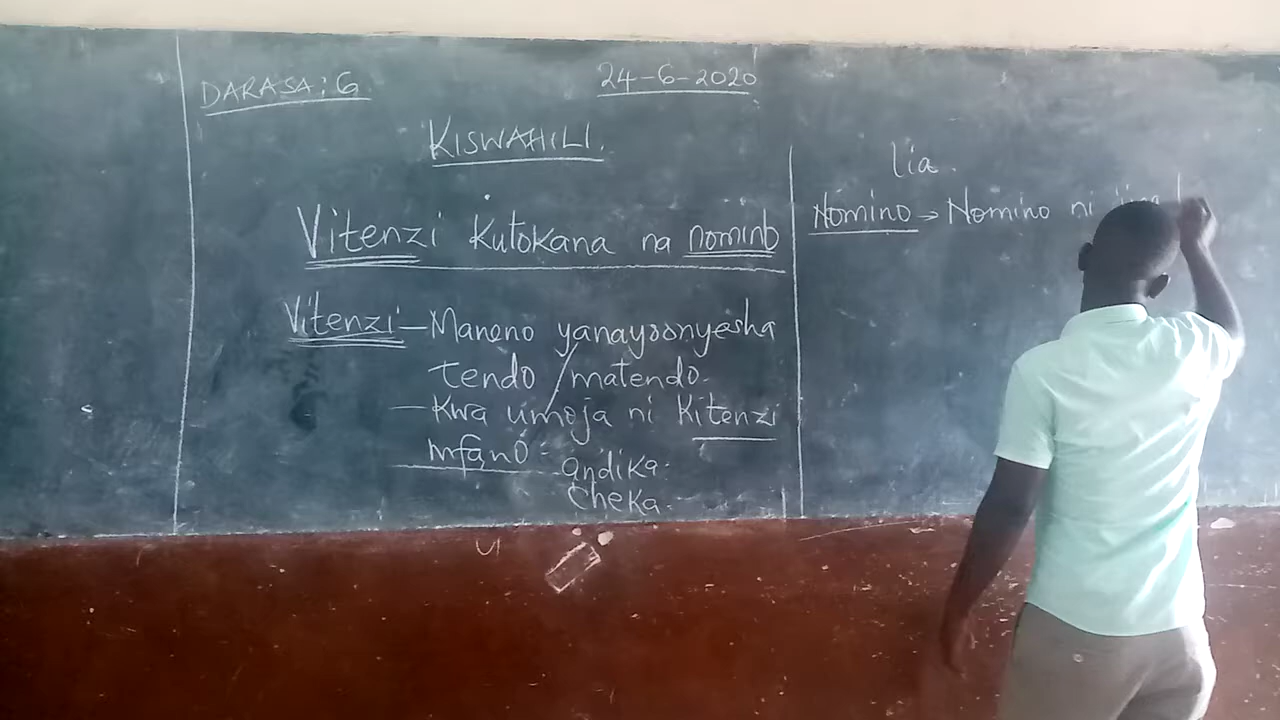 DARASA: 6
24-6-2020
KISWAHILI.
Vitenzi Kutokana na nomino
Vitenzi - Maneno yanayoonyesha
tendo / matendo.
- Kwa umoja ni Kitenzi
mfano - andika.
cheka.
lia.
Nomino → Nomino ni